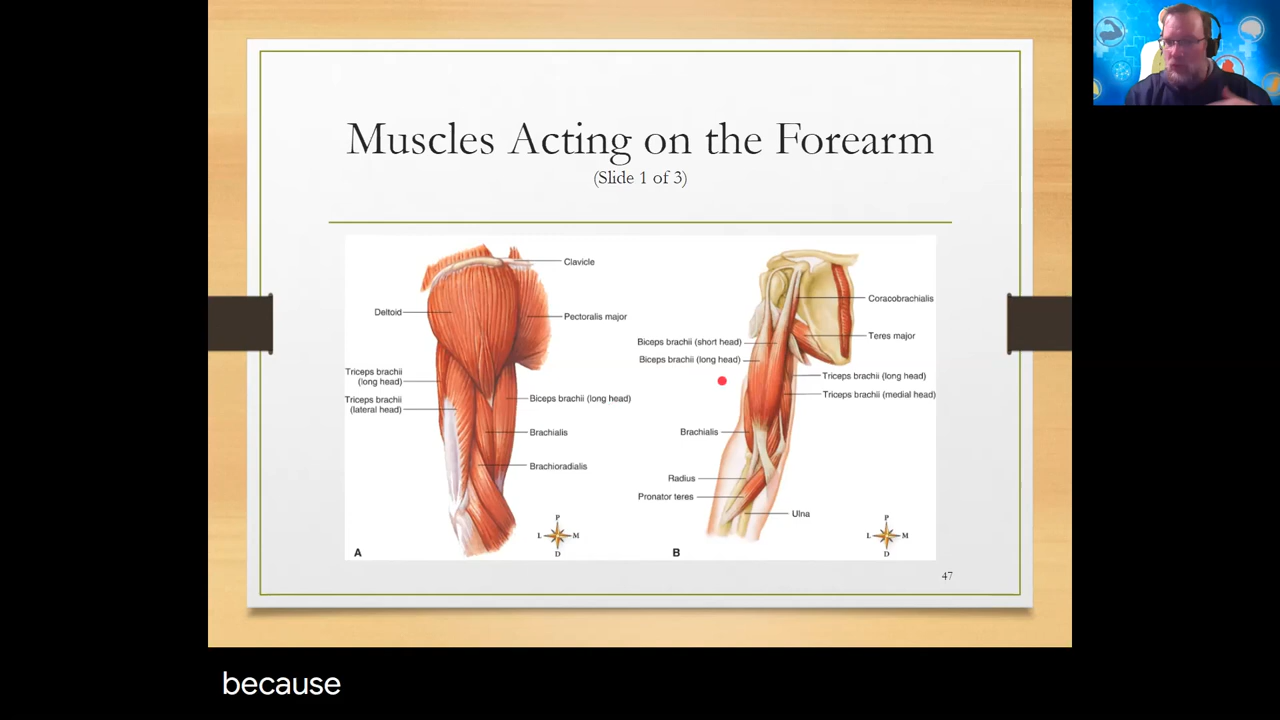 Muscles Acting on the Forearm
(Slide 1 of 3)
Clavicle
Deltoid
Pectoralis major
Triceps brachii
(long head)
Triceps brachii
(lateral head)
Biceps brachii (long head)
Brachialis
Brachioradialis
P
L M
D
A
Coracobrachialis
Teres major
Biceps brachii (short head)
Biceps brachii (long head)
Triceps brachii (long head)
Triceps brachii (medial head)
Brachialis
Radius
Pronator teres
Ulna
P
L M
D
B
47
because